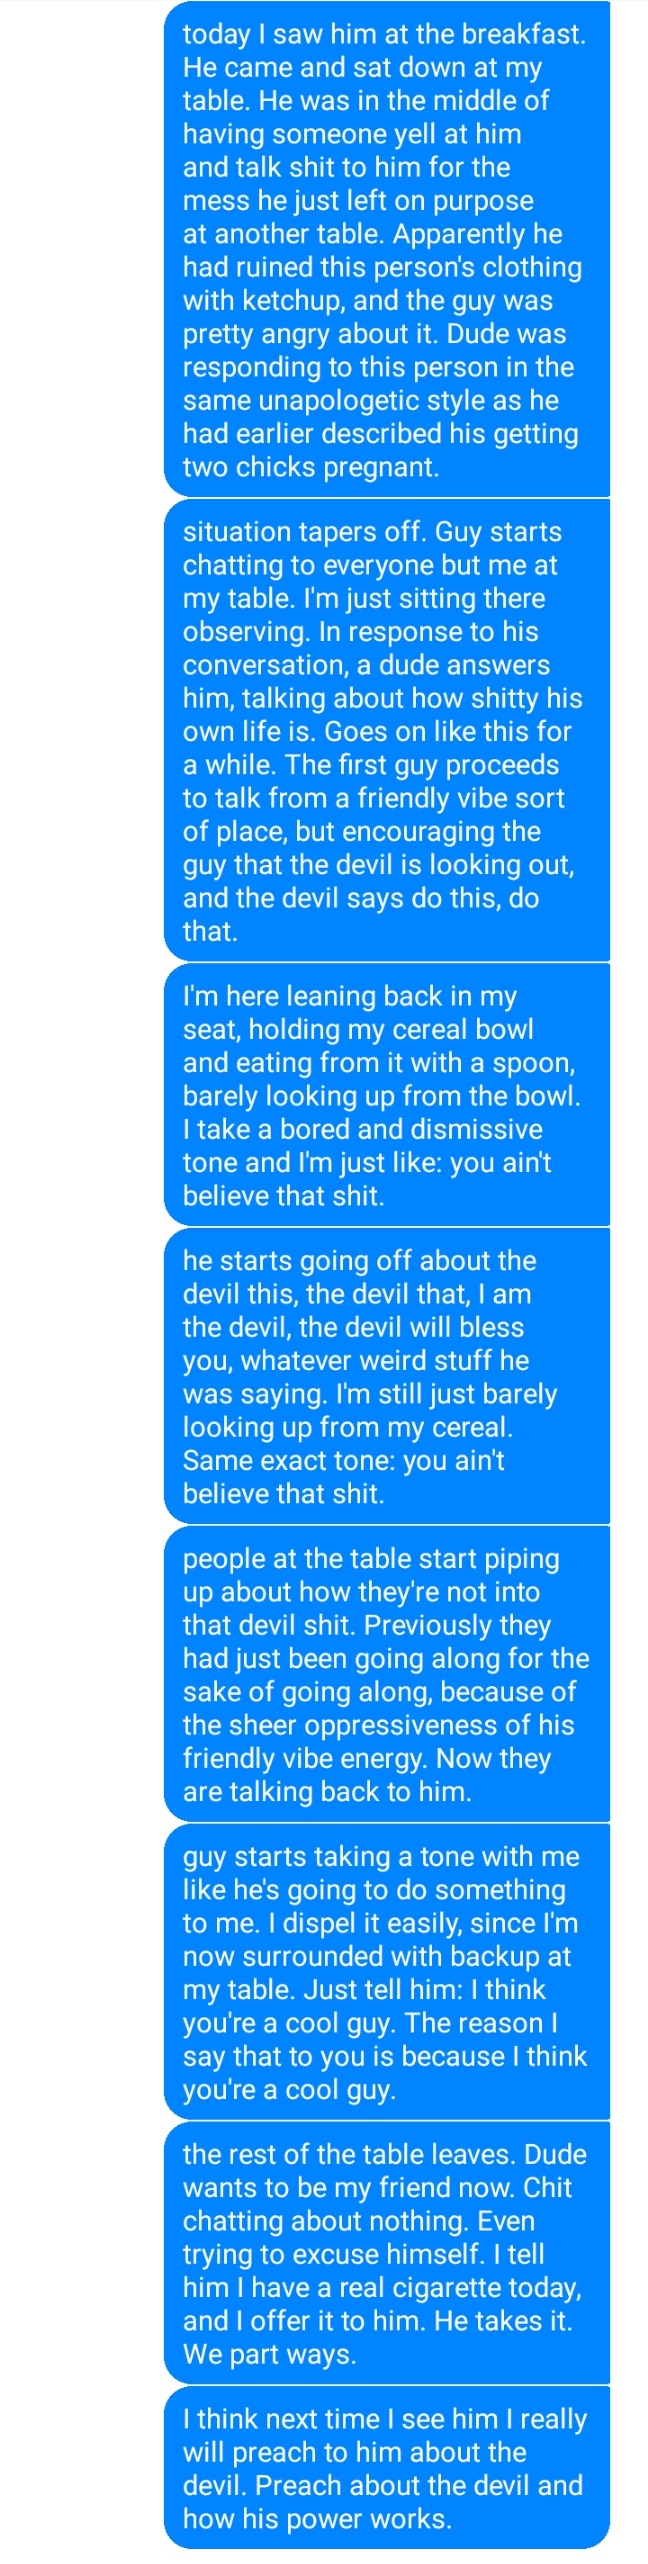 today I saw him at the breakfast.
He came and sat down at my
table. He was in the middle of
having someone yell at him
and talk shit to him for the
mess he just left on purpose
at another table. Apparently he
had ruined this person's clothing
with ketchup, and the guy was
pretty angry about it. Dude was
responding to this person in the
same unapologetic style as he
had earlier described his getting
two chicks pregnant.
situation tapers off. Guy starts
chatting to everyone but me at
my table. I'm just sitting there
observing. In response to his
conversation, a dude answers
him, talking about how shitty his
own life is. Goes on like this for
a while. The first guy proceeds
to talk from a friendly vibe sort
of place, but encouraging the
guy that the devil is looking out,
and the devil says do this, do
that.
I'm here leaning back in my
seat, holding my cereal bowl
and eating from it with a spoon,
barely looking up from the bowl.
I take a bored and dismissive
tone and I'm just like: you ain't
believe that shit.
he starts going off about the
devil this, the devil that, I am
the devil, the devil will bless
you, whatever weird stuff he
was saying. I'm still just barely
looking up from my cereal.
Same exact tone: you ain't
believe that shit.
people at the table start piping
up about how they're not into
that devil shit. Previously they
had just been going along for the
sake of going along, because of
the sheer oppressiveness of his
friendly vibe energy. Now they
are talking back to him.
guy starts taking a tone with me
like he's going to do something
to me. I dispel it easily, since I'm
now surrounded with backup at
my table. Just tell him: I think
you're a cool guy. The reason I
say that to you is because I think
you're a cool guy.
the rest of the table leaves. Dude
wants to be my friend now. Chit
chatting about nothing. Even
trying to excuse himself. I tell
him I have a real cigarette today,
and I offer it to him. He takes it.
We part ways.
I think next time I see him I really
will preach to him about the
devil. Preach about the devil and
how his power works.